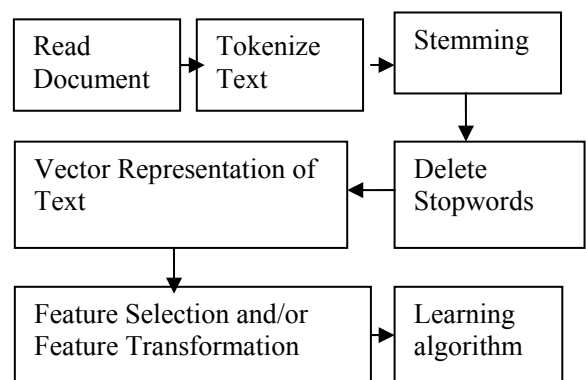 Read
Document
Tokenize
Text
Stemming
Delete
Stopwords
Vector Representation of
Text
Feature Selection and/or
Feature Transformation
Learning
algorithm